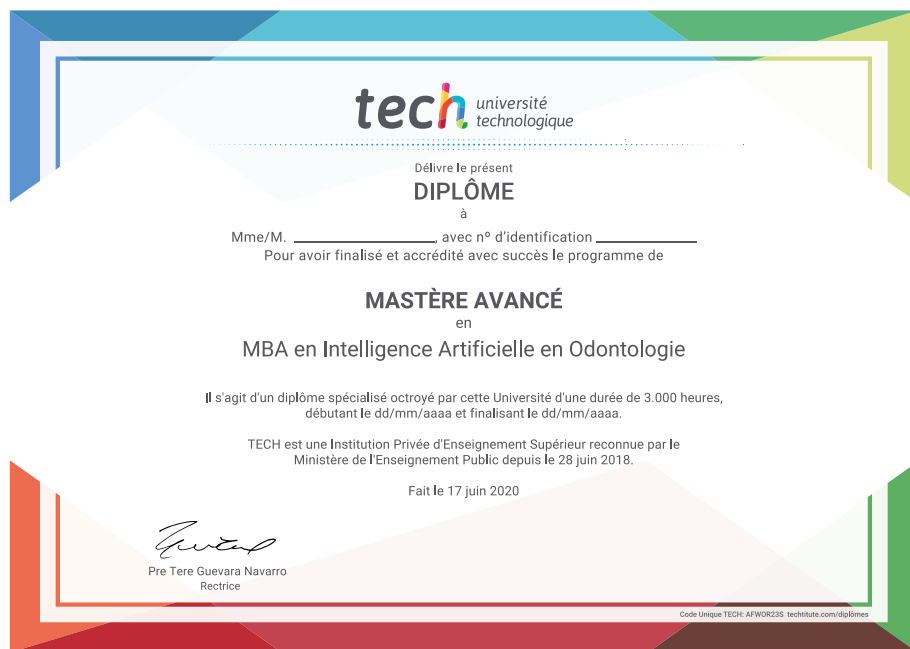 tech université
technologique
Délivre le présent
DIPLÔME
à
Mme/M. ____________, avec nº d'identification ____________
Pour avoir finalisé et accrédité avec succès le programme de
MASTÈRE AVANCÉ
en
MBA en Intelligence Artificielle en Odontologie
Il s'agit d'un diplôme spécialisé octroyé par cette Université d'une durée de 3.000 heures,
débutant le dd/mm/aaaa et finalisant le dd/mm/aaaa.
TECH est une Institution Privée d'Enseignement Supérieur reconnue par le
Ministère de l'Enseignement Public depuis le 28 juin 2018.
Fait le 17 juin 2020
Pre Tere Guevara Navarro
Rectrice
Code Unique TECH: AFWOR23S techtitute.com/diplômes